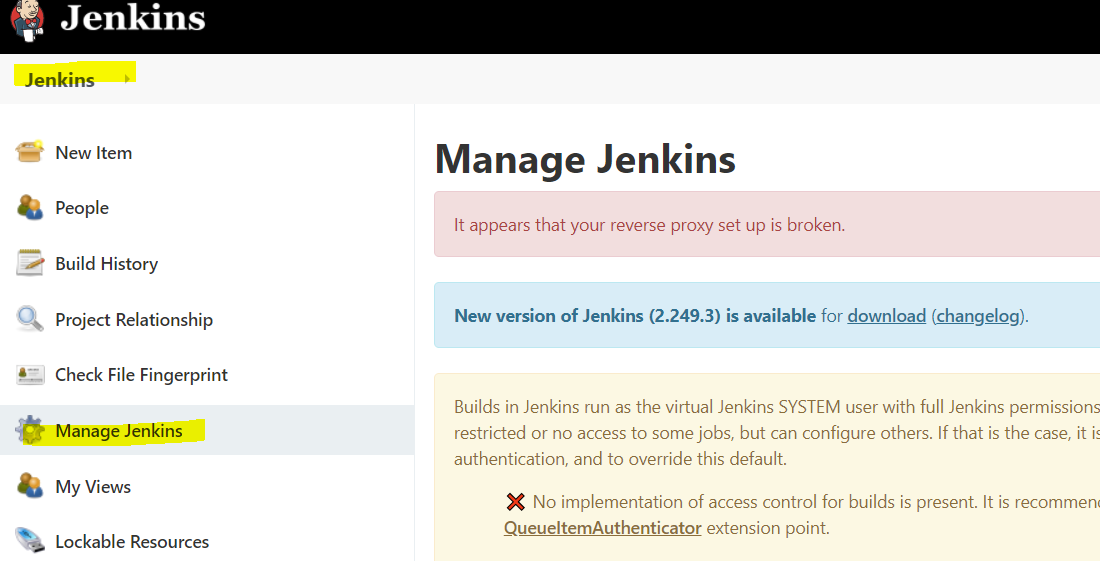 Jenkins
Jenkins
New Item
People
Build History
Project Relationship
Check File Fingerprint
Manage Jenkins
My Views
Lockable Resources
Manage Jenkins
It appears that your reverse proxy set up is broken.
New version of Jenkins (2.249.3) is available for download (changelog).
Builds in Jenkins run as the virtual Jenkins SYSTEM user with full Jenkins permissions
restricted or no access to some jobs, but can configure others. If that is the case, it is
authentication, and to override this default.
No implementation of access control for builds is present. It is recommen
QueueItemAuthenticator extension point.